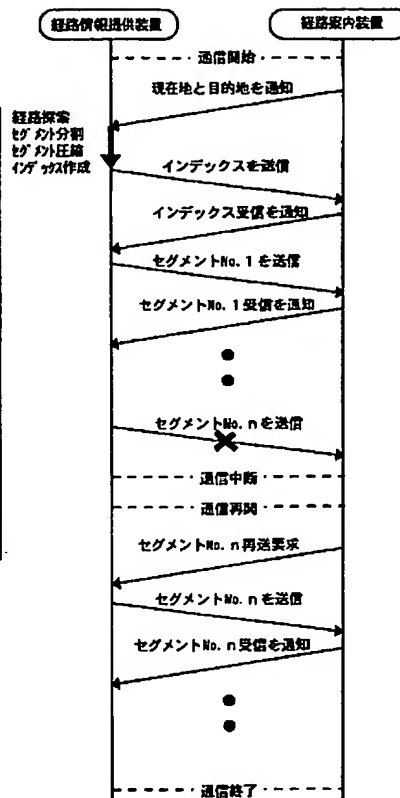 経路情報提供装置
経路案内装置
通信開始
現在地と目的地を通知
経路探索
セグメント分割
セグメント圧縮
インデックス作成
インデックスを送信
インデックス受信を通知
セグメントNo.1を送信
セグメントNo.1受信を通知
セグメントNo.nを送信
通信中断
通信再開
セグメントNo.n再送要求
セグメントNo.nを送信
セグメントNo.n受信を通知
通信終了